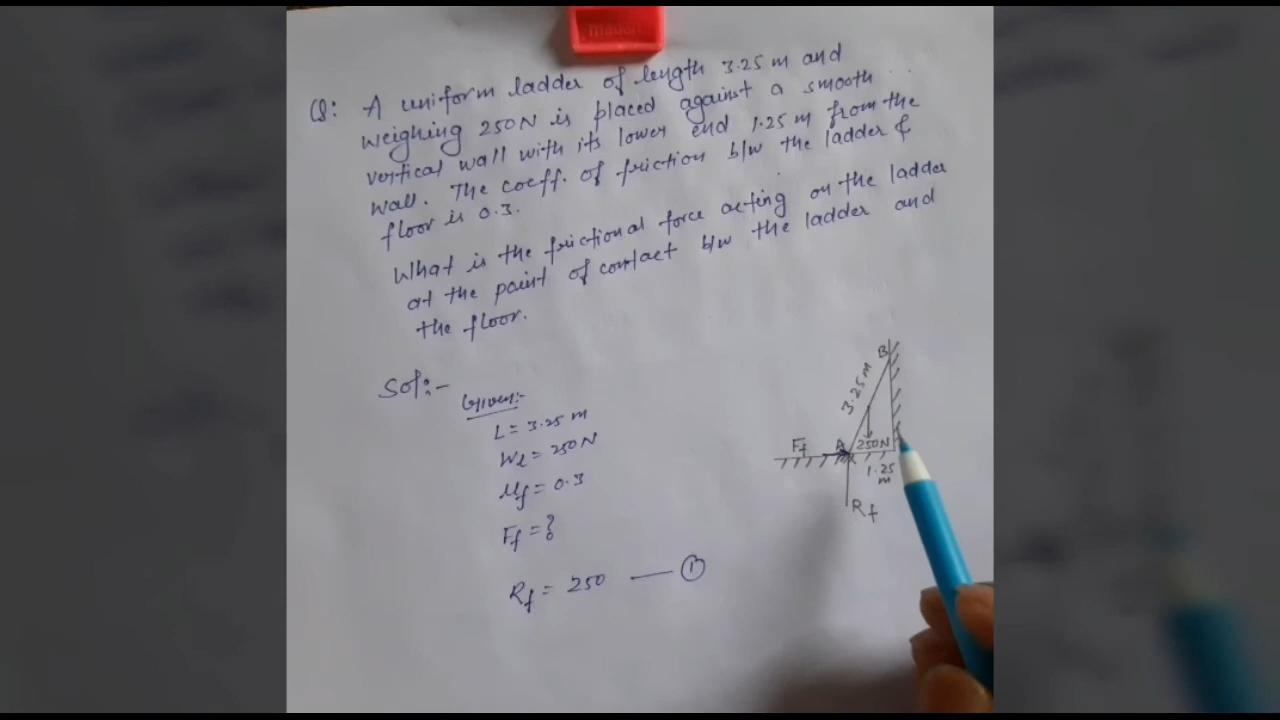 Q: A uniform ladder of length 3.25 m and
weighing 250N is placed against a smooth
vertical wall with its lower end 1.25 m from the
wall. The coeff. of friction b/w the ladder &
floor is 0.3.
What is the frictional force acting on the ladder
at the point of contact b/w the ladder and
the floor.
Sol:-
Given:-
L = 3.25 m
Wl = 250N
μf = 0.3
Ff = ?
Rf = 250 — ①
B
3.25 m
Ff
A
250N
1.25
m
Rf